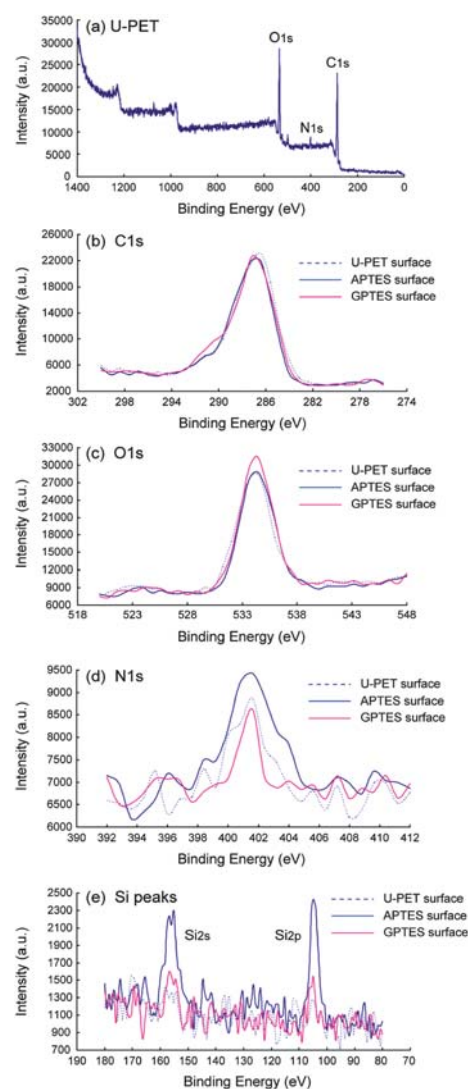 (a) U-PET
O1s
C1s
N1s
Intensity (a.u.)
35000
30000
25000
20000
15000
10000
5000
0
1400 1200 1000 800 600 400 200 0
Binding Energy (eV)
(b) C1s
U-PET surface
APTES surface
GPTES surface
Intensity (a.u.)
26000
22000
18000
14000
10000
6000
2000
302 298 294 290 286 282 278 274
Binding Energy (eV)
(c) O1s
U-PET surface
APTES surface
GPTES surface
Intensity (a.u.)
33000
30000
27000
24000
21000
18000
15000
12000
9000
6000
518 523 528 533 538 543 548
Binding Energy (eV)
(d) N1s
U-PET surface
APTES surface
GPTES surface
Intensity (a.u.)
9500
9000
8500
8000
7500
7000
6500
6000
392 394 396 398 400 402 404 406 408 410 412
Binding Energy (eV)
(e) Si peaks
U-PET surface
APTES surface
GPTES surface
Si2s
Si2p
Intensity (a.u.)
2500
2300
2100
1900
1700
1500
1300
1100
900
700
180 170 160 150 140 130 120 110 100 90 80 70
Binding Energy (eV)